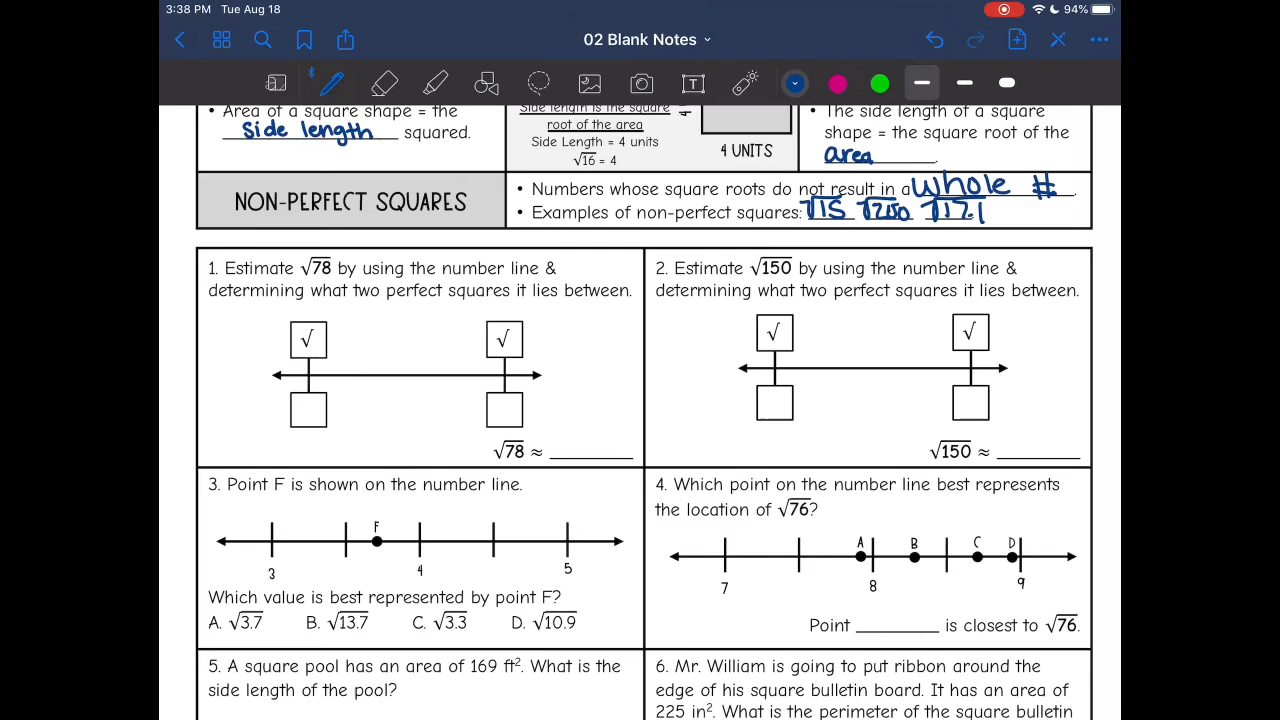 3:38 PM Tue Aug 18
94%
02 Blank Notes
T
• Area of a square shape = the
side length squared.
Side length is the square
root of the area
Side Length = 4 units
√16 = 4
4
4 UNITS
• The side length of a square
shape = the square root of the
area.
NON-PERFECT SQUARES
• Numbers whose square roots do not result in a whole #.
• Examples of non-perfect squares: √15 √200 √121
1. Estimate √78 by using the number line &
determining what two perfect squares it lies between.
√ √
√78 ≈ ________
2. Estimate √150 by using the number line &
determining what two perfect squares it lies between.
√ √
√150 ≈ ________
3. Point F is shown on the number line.
F
3 4 5
Which value is best represented by point F?
A. √3.7 B. √13.7 C. √3.3 D. √10.9
4. Which point on the number line best represents
the location of √76?
A B C D
7 8 9
Point ________ is closest to √76.
5. A square pool has an area of 169 ft². What is the
side length of the pool?
6. Mr. William is going to put ribbon around the
edge of his square bulletin board. It has an area of
225 in². What is the perimeter of the square bulletin